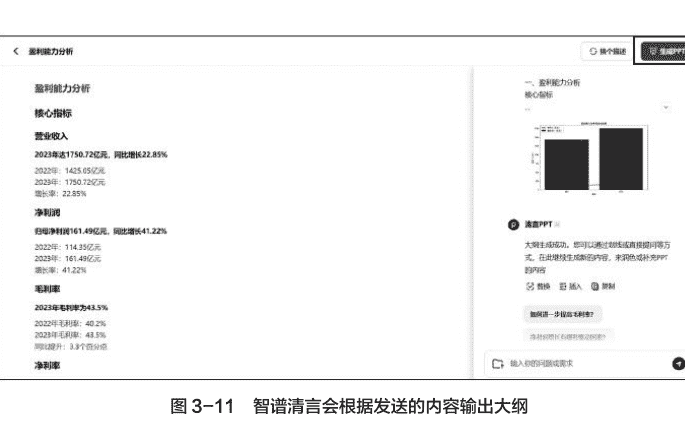 盈利能力分析
换个描述
生成PPT
盈利能力分析
核心指标
营业收入
2023年达1750.72亿元，同比增长22.85%
2022年：1425.05亿元
2023年：1750.72亿元
增长率：22.85%
净利润
归母净利润161.49亿元，同比增长41.22%
2022年：114.35亿元
2023年：161.49亿元
增长率：41.22%
毛利率
2023年毛利率为43.5%
2022年毛利率：40.2%
2023年毛利率：43.5%
同比提升：3.3个百分点
净利率
一、盈利能力分析
核心指标
...
清言PPT
大纲生成成功。您可以通过划线或直接提问等方
式，在此继续生成新的内容，来润色或补充PPT
的内容
替换 插入 复制
如何进一步提高毛利率？
输入你的问题或需求
图 3-11 智谱清言会根据发送的内容输出大纲